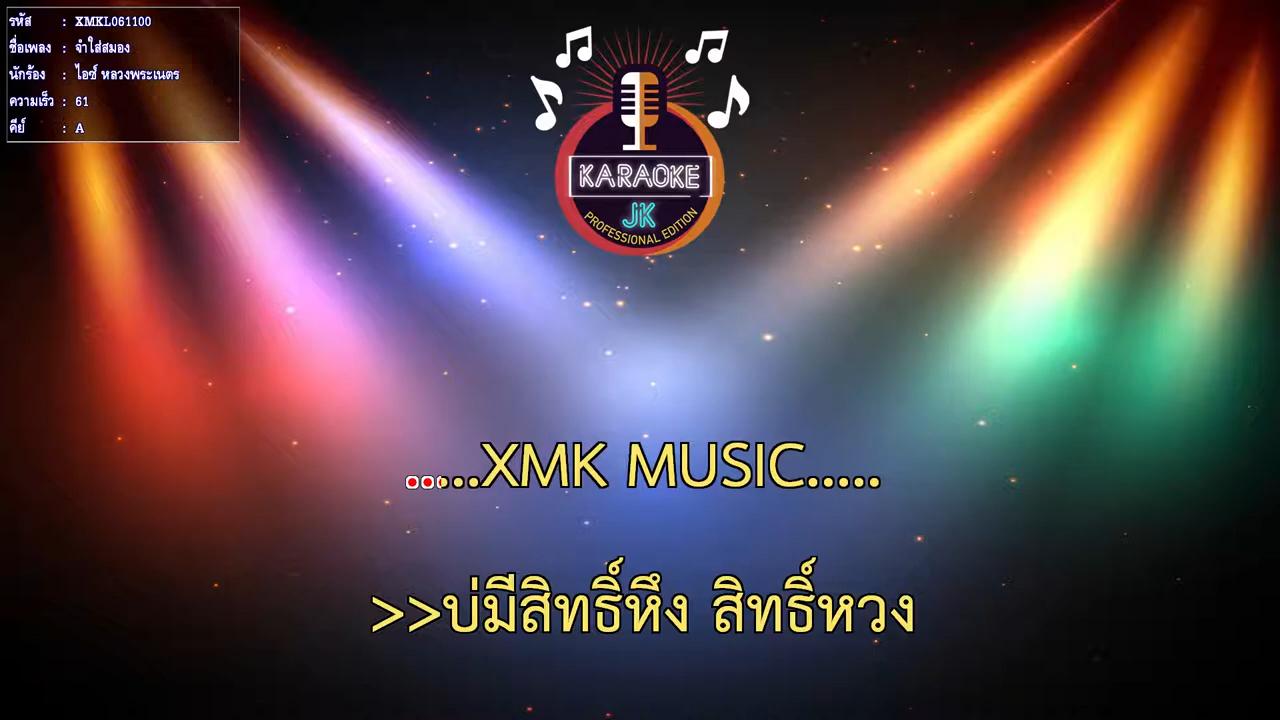 รหัส : XMKL061100
ชื่อเพลง : จำใส่สมอง
นักร้อง : ไอซ์ หลวงพระเนตร
ความเร็ว : 61
คีย์ : A
KARAOKE
JK
PROFESSIONAL EDITION
.....XMK MUSIC.....
>>บ่มีสิทธิ์หึง สิทธิ์หวง